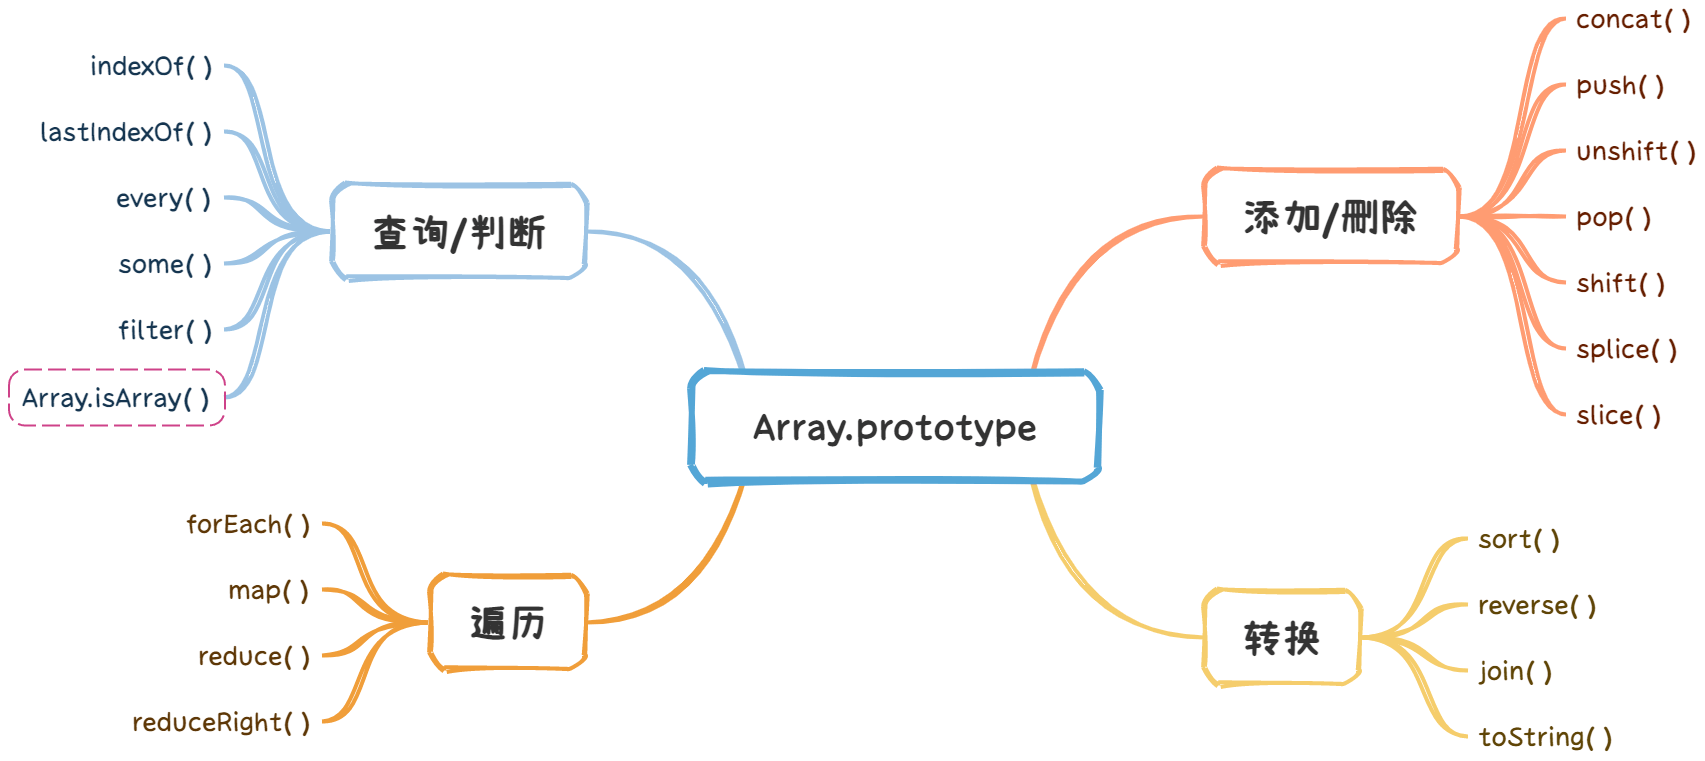 Array.prototype
查询/判断
indexOf( )
lastIndexOf( )
every( )
some( )
filter( )
Array.isArray( )
遍历
forEach( )
map( )
reduce( )
reduceRight( )
添加/删除
concat( )
push( )
unshift( )
pop( )
shift( )
splice( )
slice( )
转换
sort( )
reverse( )
join( )
toString( )